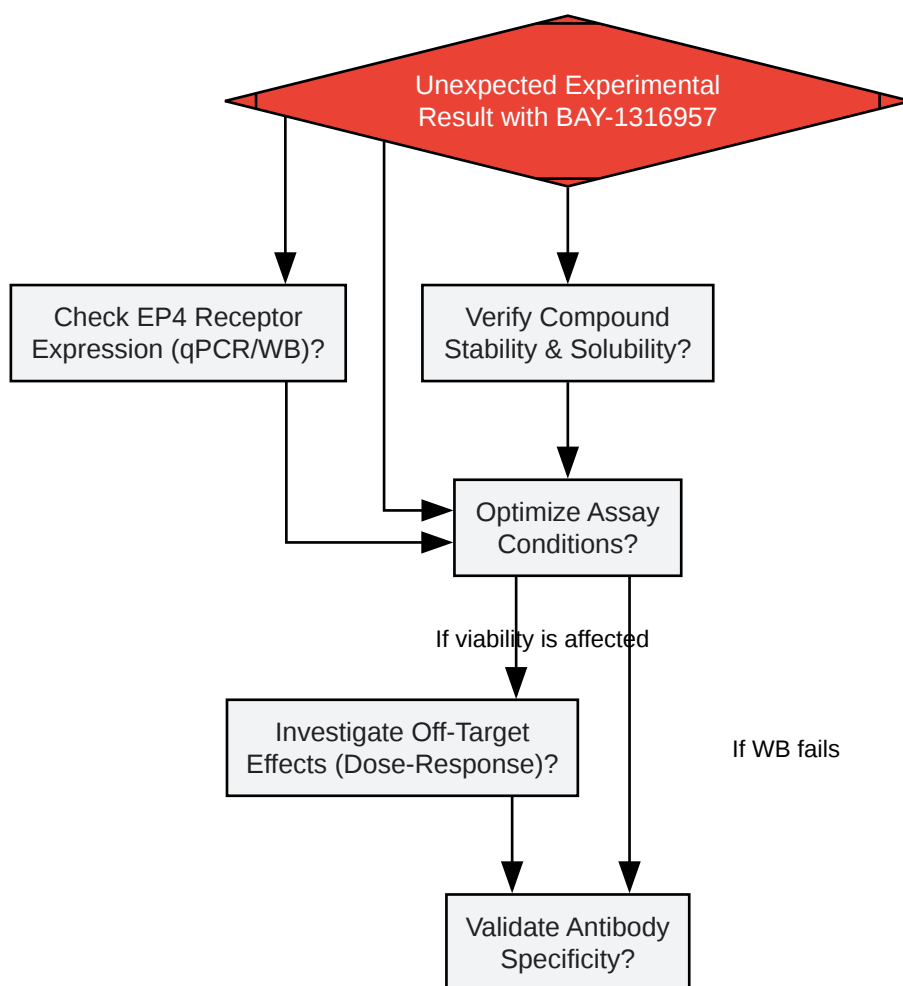 Unexpected Experimental
Result with BAY-1316957
Check EP4 Receptor
Expression (qPCR/WB)?
Verify Compound
Stability & Solubility?
Optimize Assay
Conditions?
If viability is affected
Investigate Off-Target
Effects (Dose-Response)?
If WB fails
Validate Antibody
Specificity?